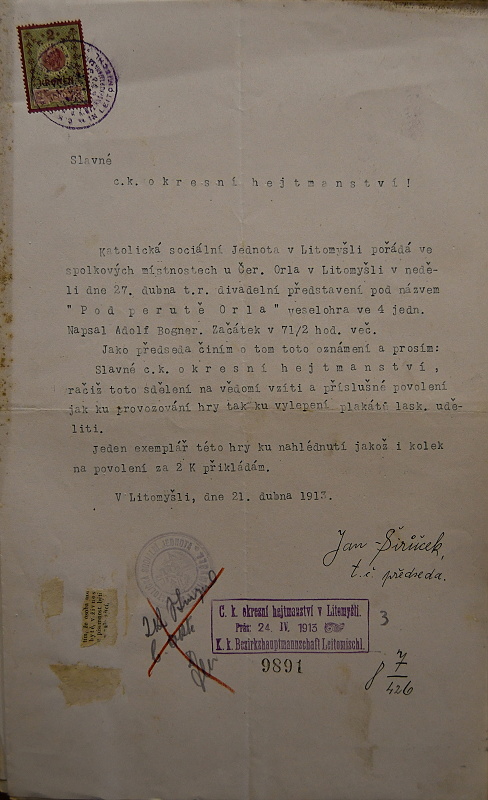 2
Slavné
c.k. okresní hejtmanství!
Katolická sociální Jednota v Litomyšli pořádá ve
spolkových místnostech u Čer. Orla v Litomyšli v nedě-
li dne 27. dubna t.r. divadelní představení pod názvem
" Pod perutě Orla " veselohra ve 4 jedn.
Napsal Adolf Bogner. Začátek v 71/2 hod. več.
Jako předseda činím o tom toto oznámení a prosím:
Slavné c.k. okresní hejtmanství,
račiž toto sdělení na vědomí vzíti a příslušné povolení
jak ku provozování hry tak ku vylepení plakátů lask. udě-
liti.
Jeden exemplář této hry ku nahlédnutí jakož i kolek
na povolení za 2 K přikládám.
V Litomyšli, dne 21. dubna 1913.
Jan Šírůček,
t.č. předseda.
C. k. okresní hejtmanství v Litomyšli.
Präs. 24. IV. 1913
K. k. Bezirkshauptmannschaft Leitomischl.
3
9891
7
426